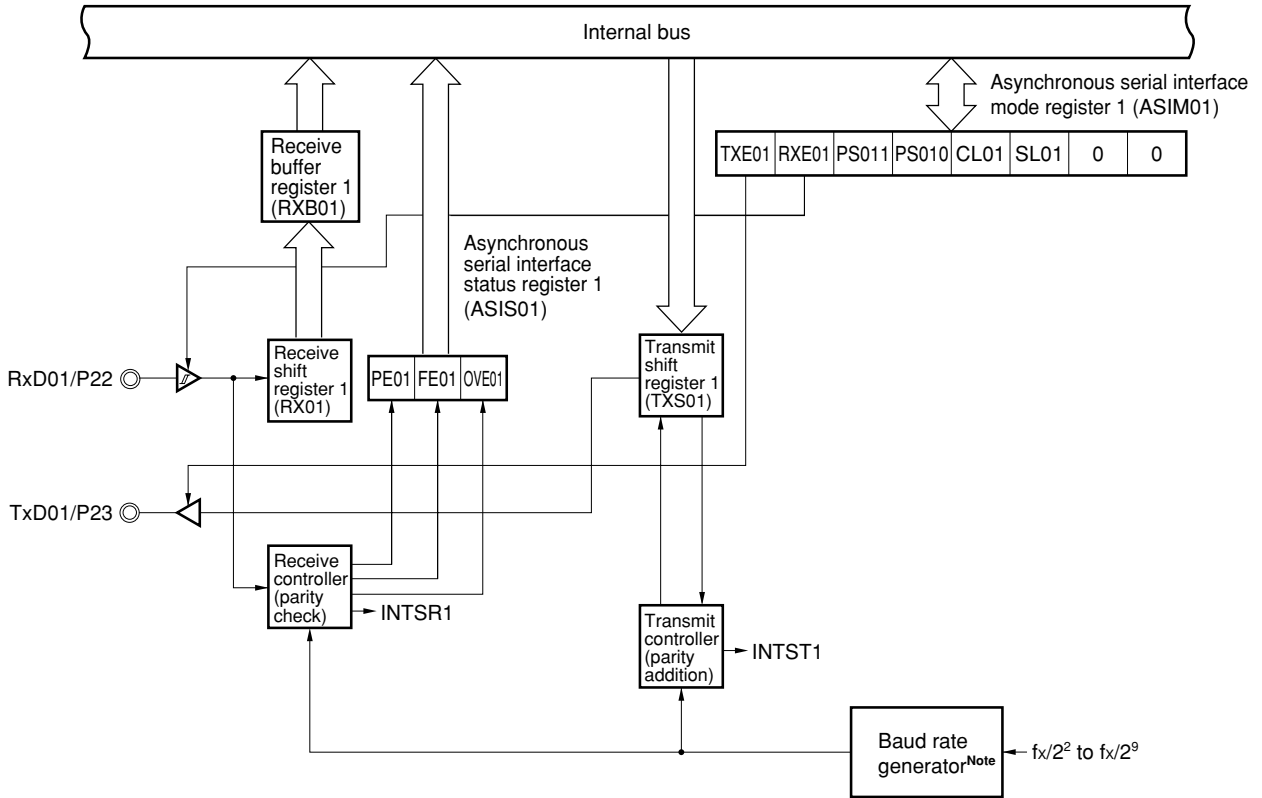 Internal bus
Asynchronous serial interface
mode register 1 (ASIM01)
Receive
buffer
register 1
(RXB01)
TXE01 RXE01 PS011 PS010 CL01 SL01 0 0
Asynchronous
serial interface
status register 1
(ASIS01)
RxD01/P22
Receive
shift
register 1
(RX01)
PE01 FE01 OVE01
Transmit
shift
register 1
(TXS01)
TxD01/P23
Receive
controller
(parity
check)
INTSR1
Transmit
controller
(parity
addition)
INTST1
Baud rate
generatorNote
fx/2² to fx/2⁹